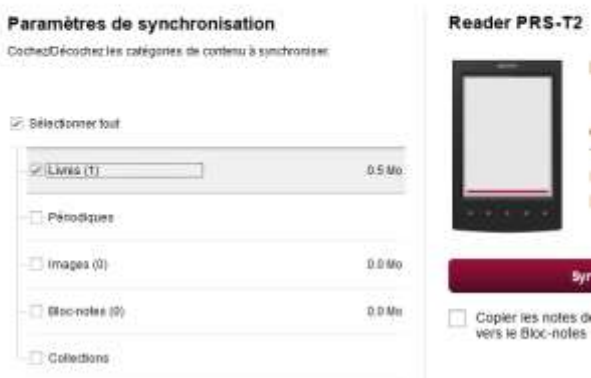 Paramètres de synchronisation
Cochez/Décochez les catégories de contenu à synchroniser.
Sélectionner tout
Livres (1) 0.5 Mo
Périodiques
Images (0) 0.0 Mo
Bloc-notes (0) 0.0 Mo
Collections
Reader PRS-T2
Syn
Copier les notes de
vers le Bloc-notes